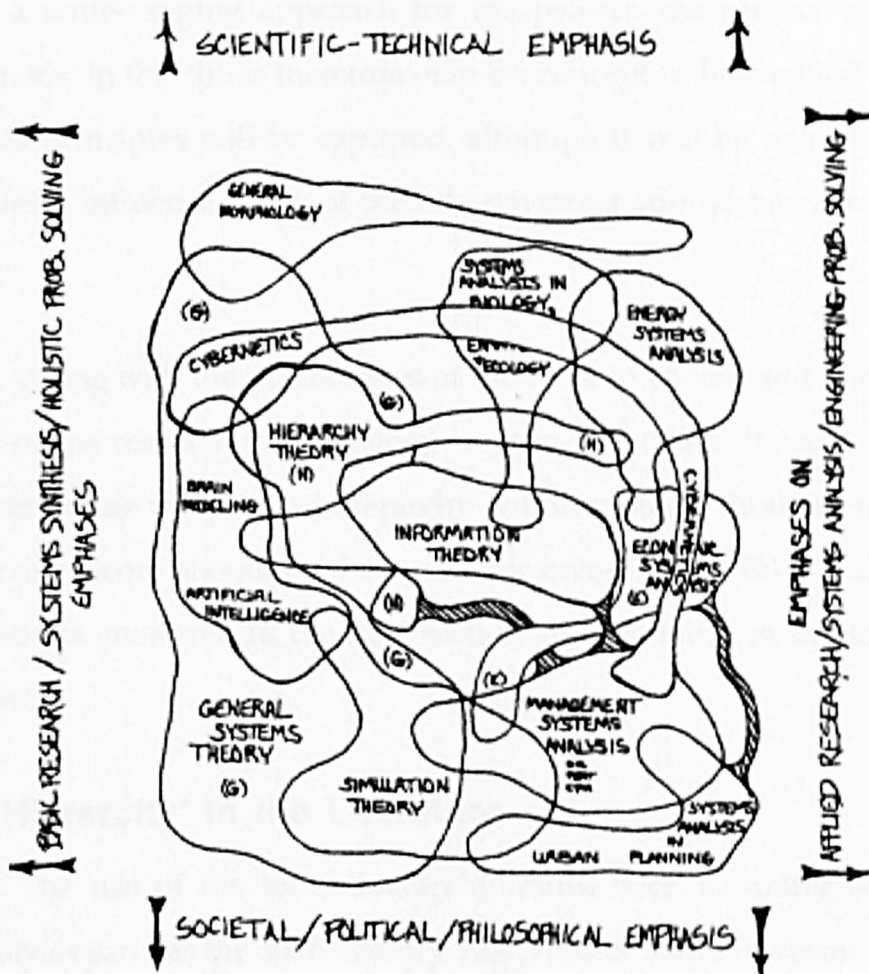 SCIENTIFIC-TECHNICAL EMPHASIS
BASIC RESEARCH / SYSTEMS SYNTHESIS / HOLISTIC PROB. SOLVING
EMPHASES
GENERAL
MORPHOLOGY
SYSTEMS
ANALYSIS IN
BIOLOGY
ENERGY
SYSTEMS
ANALYSIS
(G)
CYBERNETICS
ECOLOGY
(G)
HIERARCHY
THEORY
(H)
(H)
BRAIN
MODELING
INFORMATION
THEORY
ECONOMIC
SYSTEMS
ANALYSIS
(G)
ARTIFICIAL
INTELLIGENCE
(H)
(G)
GENERAL
SYSTEMS
THEORY
(G)
MANAGEMENT
SYSTEMS
ANALYSIS
OR
SIMULATION
THEORY
SYSTEMS
ANALYSIS
IN
URBAN PLANNING
EMPHASES ON
APPLIED RESEARCH/SYSTEMS ANALYSIS/ENGINEERING PROB. SOLVING
SOCIETAL/POLITICAL/PHILOSOPHICAL EMPHASIS